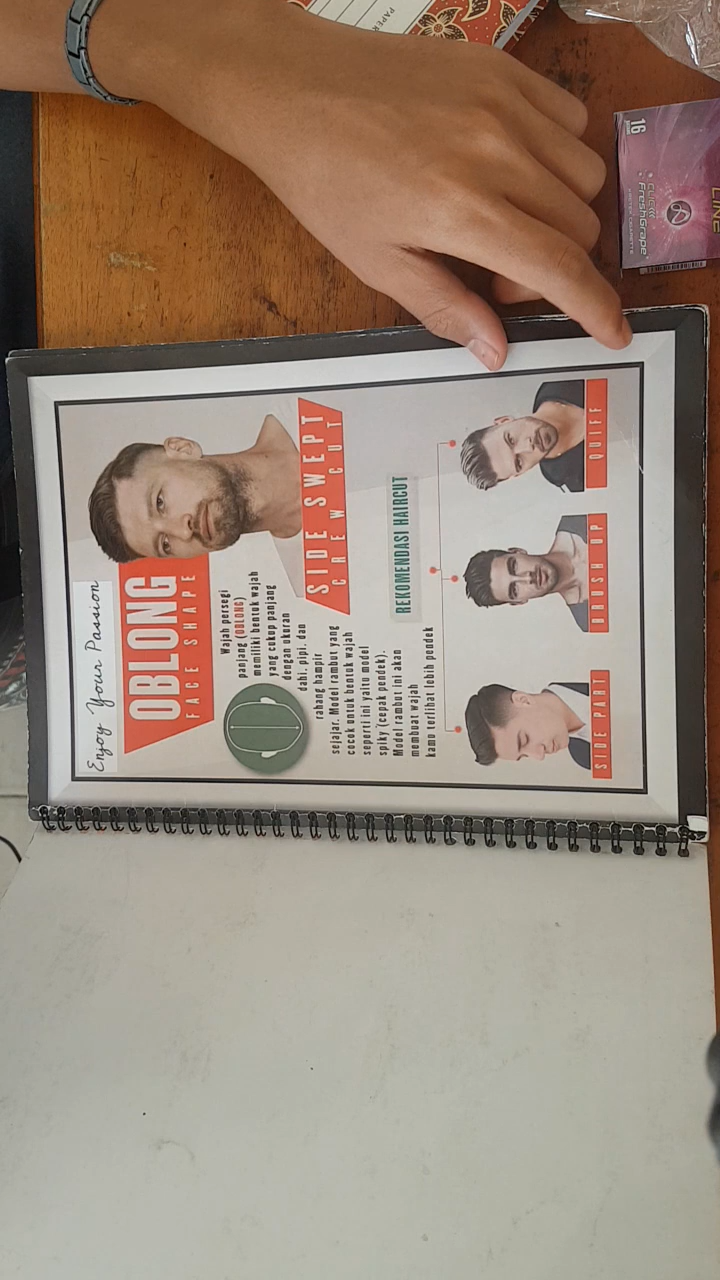 Enjoy Your Passion
OBLONG
FACE SHAPE
Wajah persegi
panjang (OBLONG)
memiliki bentuk wajah
yang cukup panjang
dengan ukuran
dahi, pipi, dan
rahang hampir
sejajar. Model rambut yang
cocok untuk bentuk wajah
seperti ini yaitu model
spiky (cepak pendek).
Model rambut ini akan
membuat wajah
kamu terlihat lebih pendek
SIDE SWEPT
CREW CUT
REKOMENDASI HAIRCUT
SIDE PART
BRUSH UP
QUIFF
PAPER
16
CLICK
FreshGrape
LINE